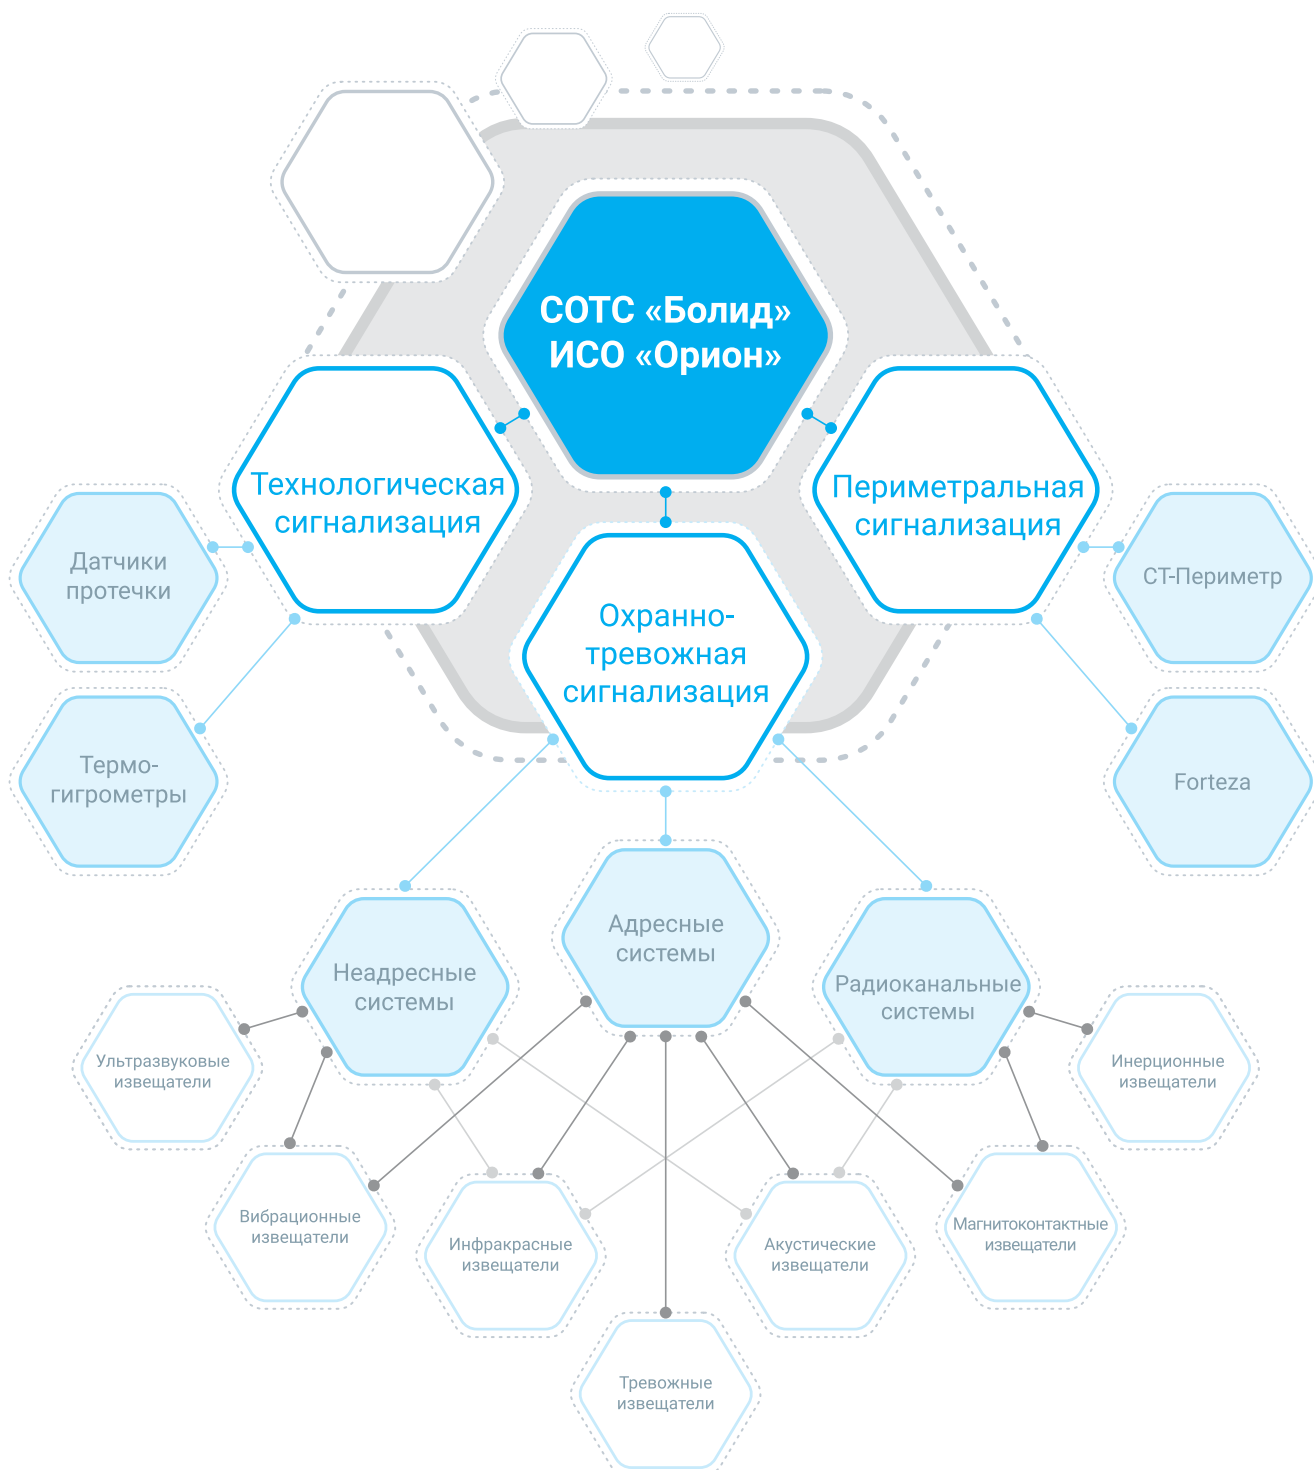 СОТС «Болид»
ИСО «Орион»
Технологическая
сигнализация
Периметральная
сигнализация
Охранно-
тревожная
сигнализация
Датчики
протечки
СТ-Периметр
Термо-
гигрометры
Forteza
Неадресные
системы
Адресные
системы
Радиоканальные
системы
Ультразвуковые
извещатели
Инерционные
извещатели
Вибрационные
извещатели
Инфракрасные
извещатели
Акустические
извещатели
Магнитоконтактные
извещатели
Тревожные
извещатели